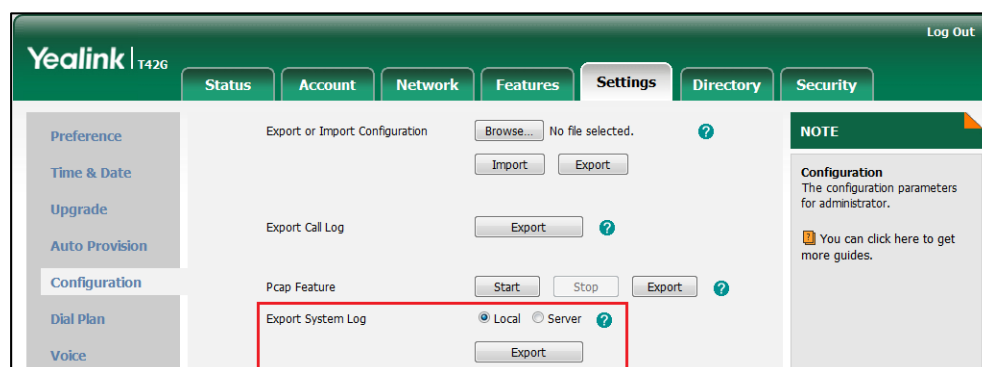 Log Out
Yealink T42G
Status Account Network Features Settings Directory Security
Preference
Time & Date
Upgrade
Auto Provision
Configuration
Dial Plan
Voice
Export or Import Configuration Browse... No file selected. ?
Import Export
Export Call Log Export ?
Pcap Feature Start Stop Export ?
Export System Log Local Server ?
Export
NOTE
Configuration
The configuration parameters
for administrator.
? You can click here to get
more guides.